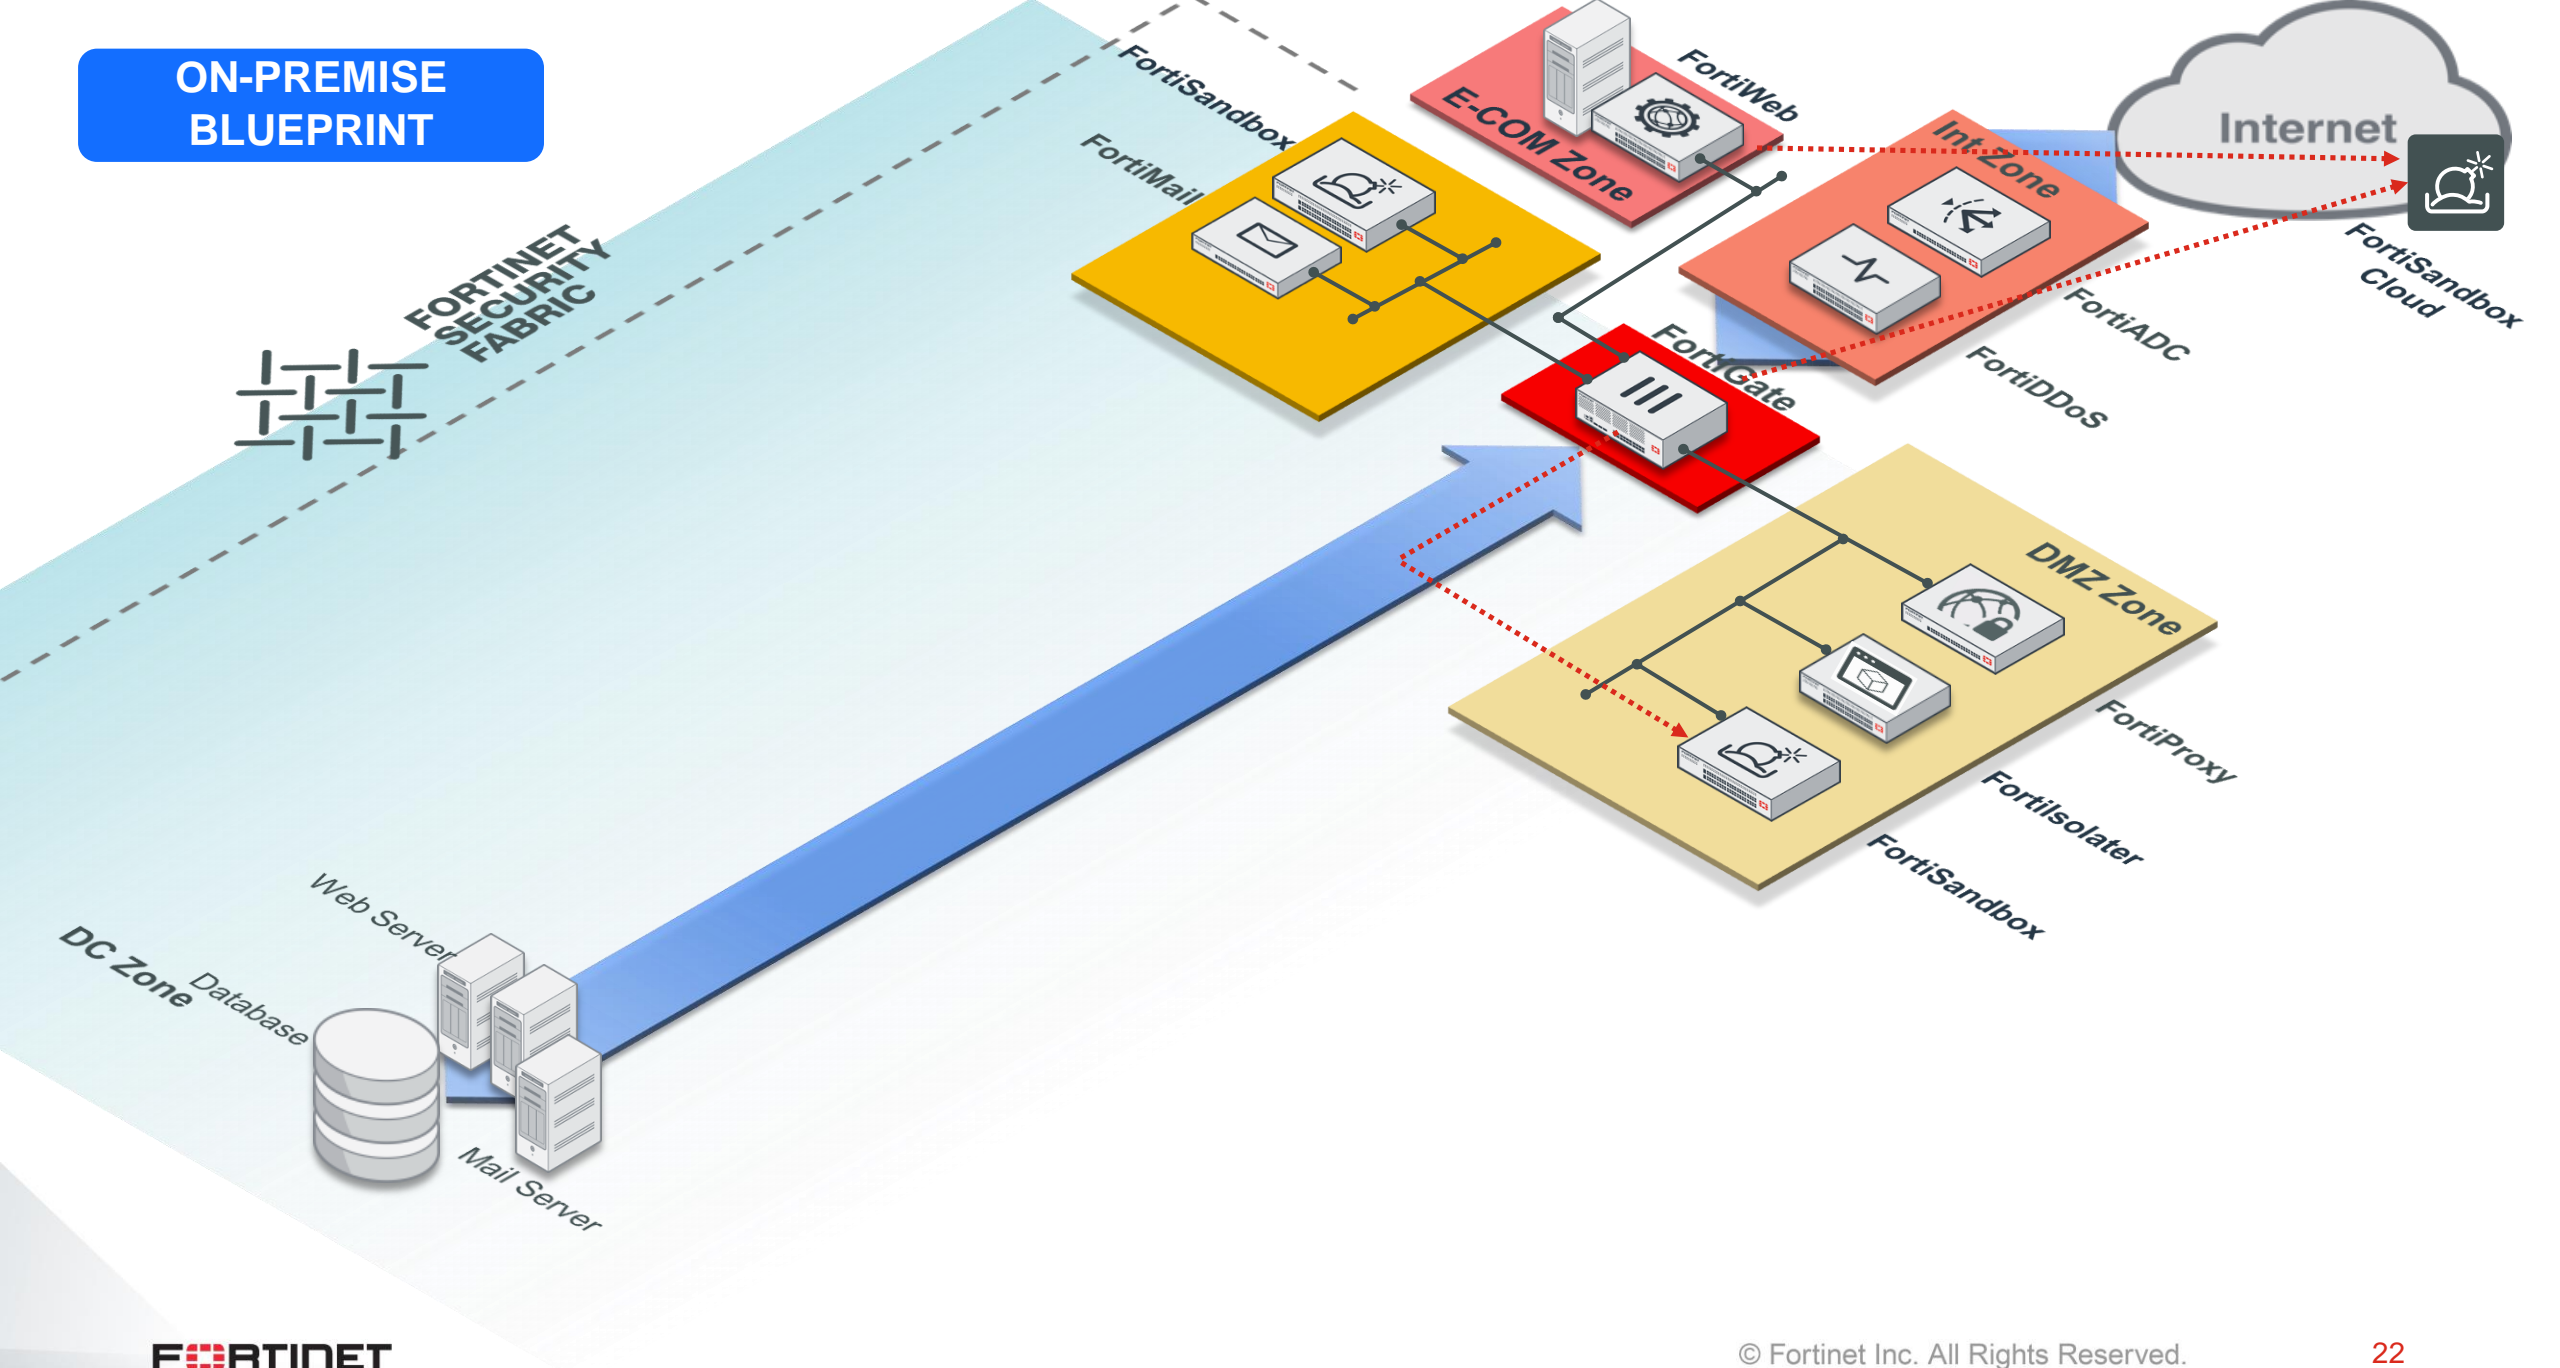 ON-PREMISE
BLUEPRINT
FortiSandbox
FortiMail
E-COM Zone
FortiWeb
Int Zone
Internet
FortiSandbox
Cloud
FortiADC
FortiDDoS
FortiGate
FORTINET
SECURITY
FABRIC
DMZ Zone
FortiProxy
FortiIsolater
FortiSandbox
Web Server
DC Zone
Database
Mail Server
FORTINET
© Fortinet Inc. All Rights Reserved.
22